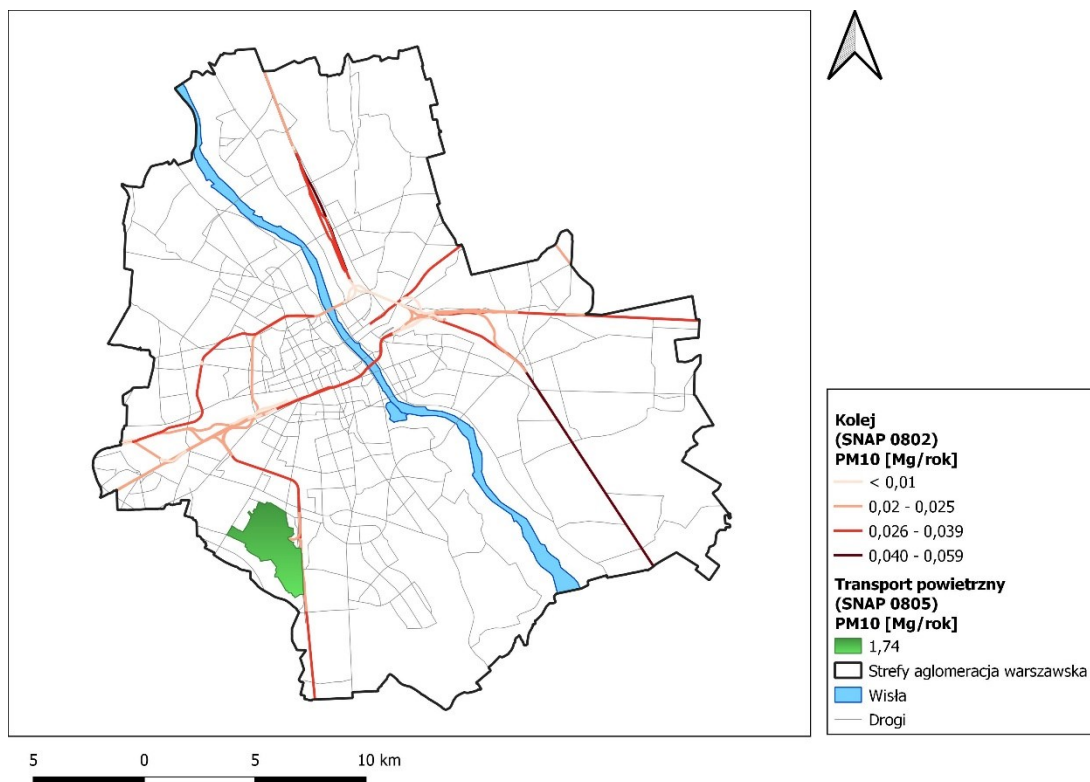 Kolej
(SNAP 0802)
PM10 [Mg/rok]
< 0,01
0,02 - 0,025
0,026 - 0,039
0,040 - 0,059
Transport powietrzny
(SNAP 0805)
PM10 [Mg/rok]
1,74
Strefy aglomeracja warszawska
Wisła
Drogi
5 0 5 10 km